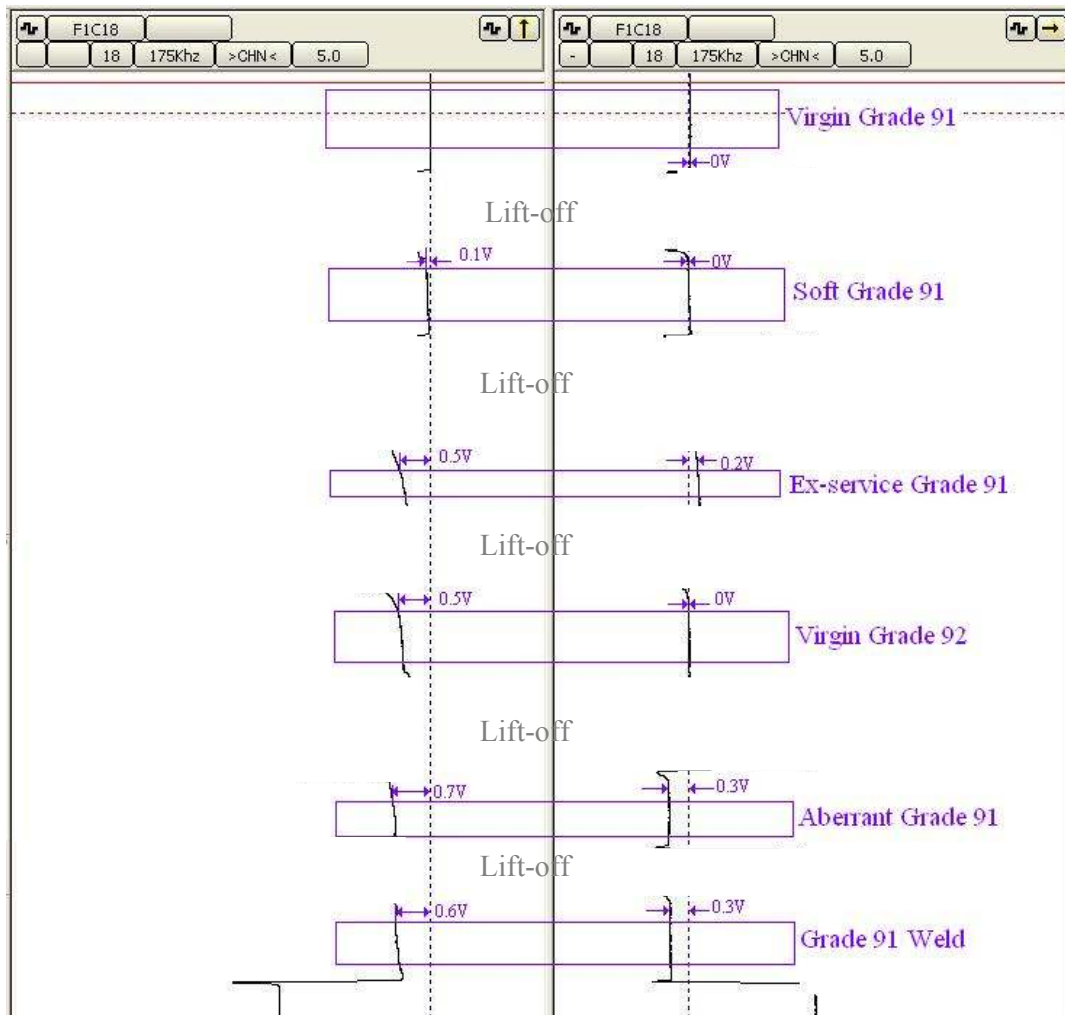 F1C18
18 175Khz >CHN< 5.0
F1C18
- 18 175Khz >CHN< 5.0
Virgin Grade 91
0V
Lift-off
0.1V 0V
Soft Grade 91
Lift-off
0.5V 0.2V
Ex-service Grade 91
Lift-off
0.5V 0V
Virgin Grade 92
Lift-off
0.7V 0.3V
Aberrant Grade 91
Lift-off
0.6V 0.3V
Grade 91 Weld